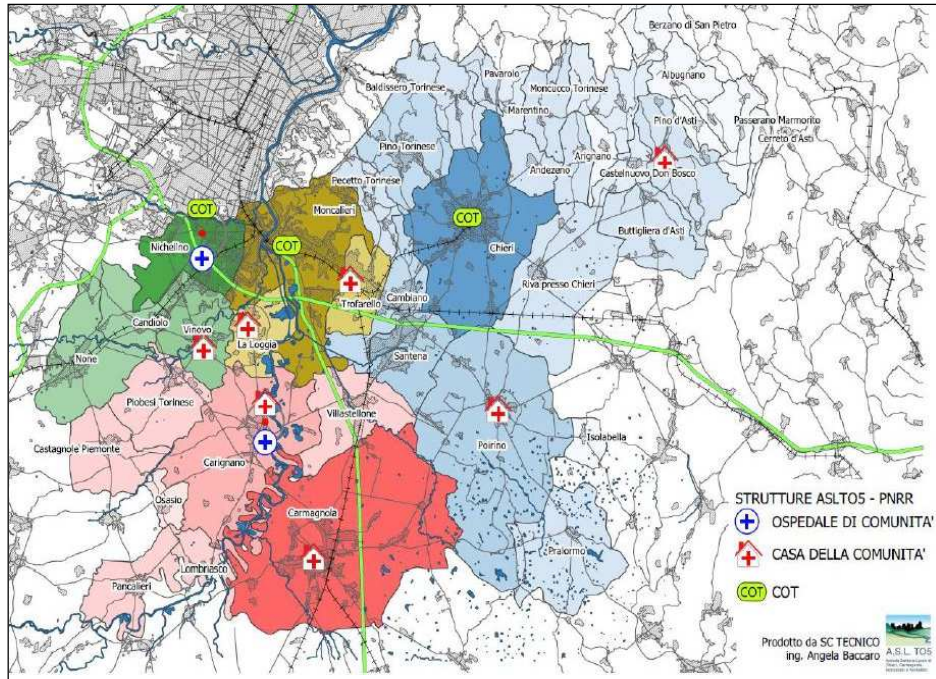 Berzano di San Pietro
Pavarolo
Albugnano
Baldissero Torinese
Moncucco Torinese
Marentino
Pino d'Asti
Passerano Marmorito
Cerreto d'Asti
Pino Torinese
Arignano
Andezeno
Castelnuovo Don Bosco
Pecetto Torinese
Moncalieri
COT
COT
COT
Chieri
Buttigliera d'Asti
Nichelino
Riva presso Chieri
Cambiano
Trofarello
Candiolo
Vinovo
La Loggia
Santena
None
Piobesi Torinese
Villastellone
Poirino
Isolabella
Castagnole Piemonte
Carignano
Osasio
Carmagnola
Pralormo
Lombriasco
Pancalieri
STRUTTURE ASLTO5 - PNRR
OSPEDALE DI COMUNITA'
CASA DELLA COMUNITA'
COT COT
Prodotto da SC TECNICO
ing. Angela Baccaro
A.S.L. TO5